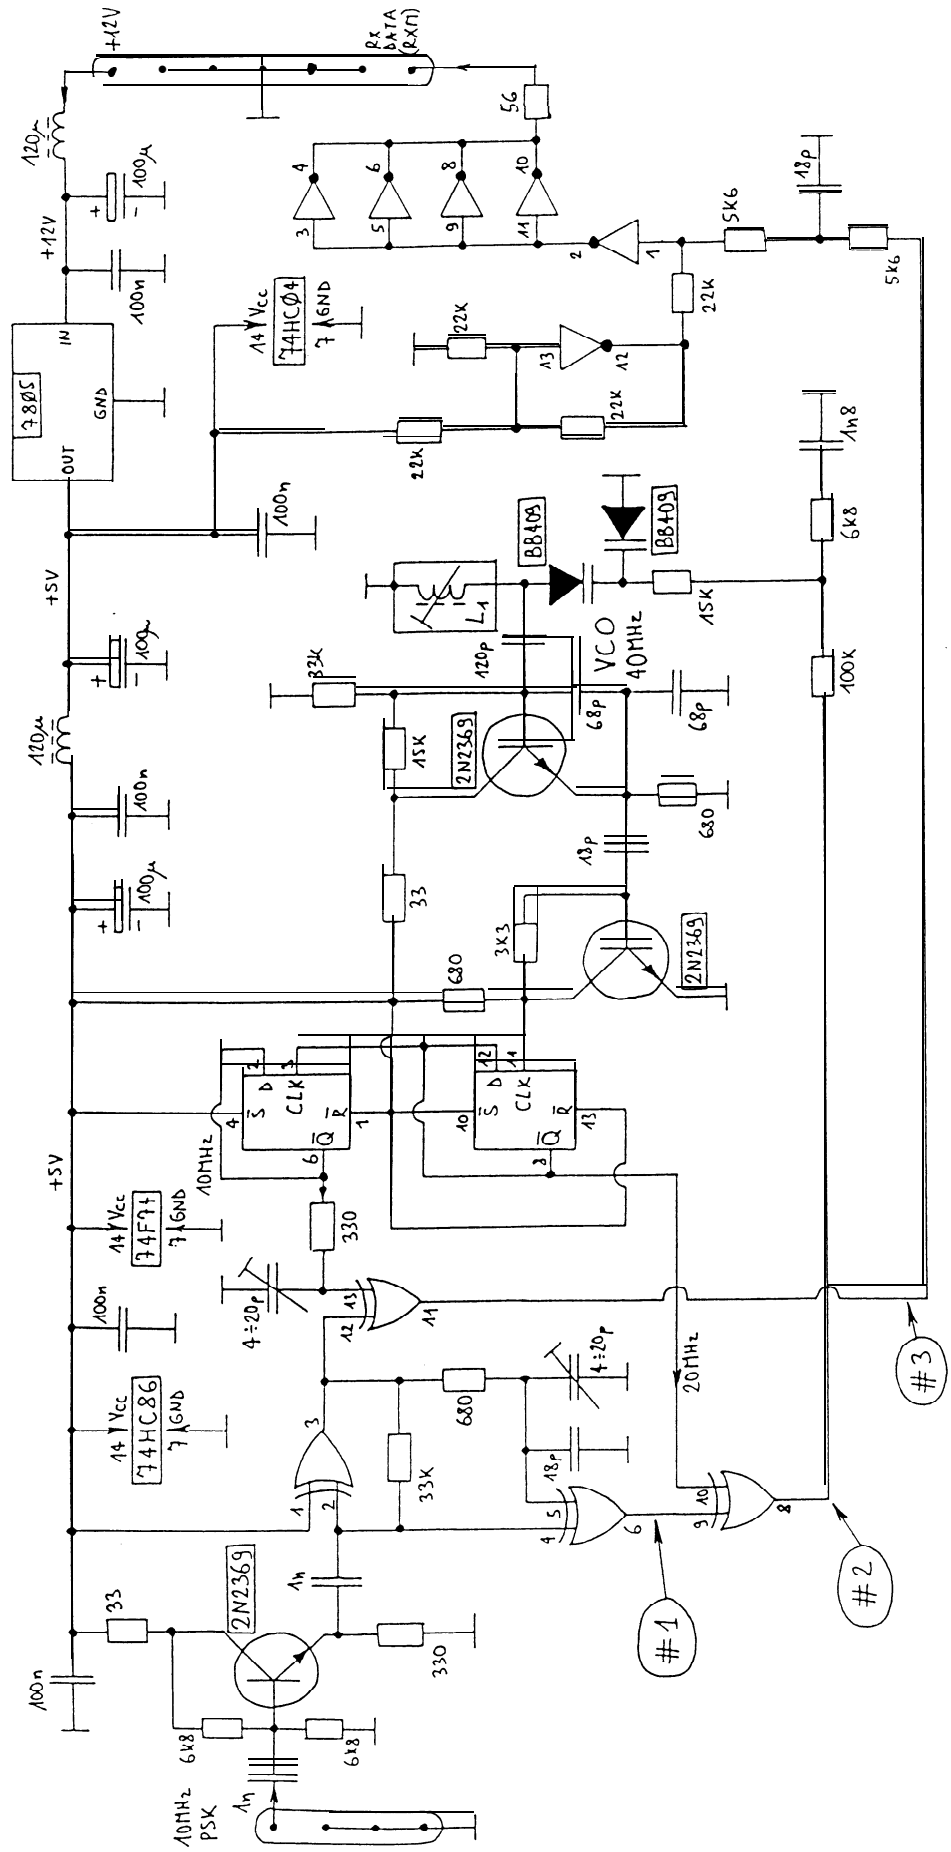 10MHz
PSK
1n
6k8
6k8
100n
33
2N2369
330
1n
1
2
3
33K
14 Vcc
74HC86
7 GND
100n
12
13
11
4÷20p
680
18p
4÷20p
4
5
6
#1
9
10
8
#2
20MHz
#3
+5V
14 Vcc
74F74
7 GND
330
10MHz
6
Q
4
S
D
2
CLK
3
R
1
8
Q
10
S
D
12
CLK
11
R
13
680
3K3
2N2369
100µ
+
-
100n
33
18p
680
120µ
15K
2N2369
33K
68p
68p
120p
VCO
40MHz
L1
BB409
BB409
15K
100K
6k8
1n8
+5V
+
-
100n
7805
OUT
GND
IN
14 Vcc
74HC04
7 GND
22K
22K
22K
13
12
22K
1
2
5K6
18p
5k6
3
4
5
6
9
8
11
10
56
+12V
100n
+
-
100µ
120µ
+12V
RX
DATA
(RXM)